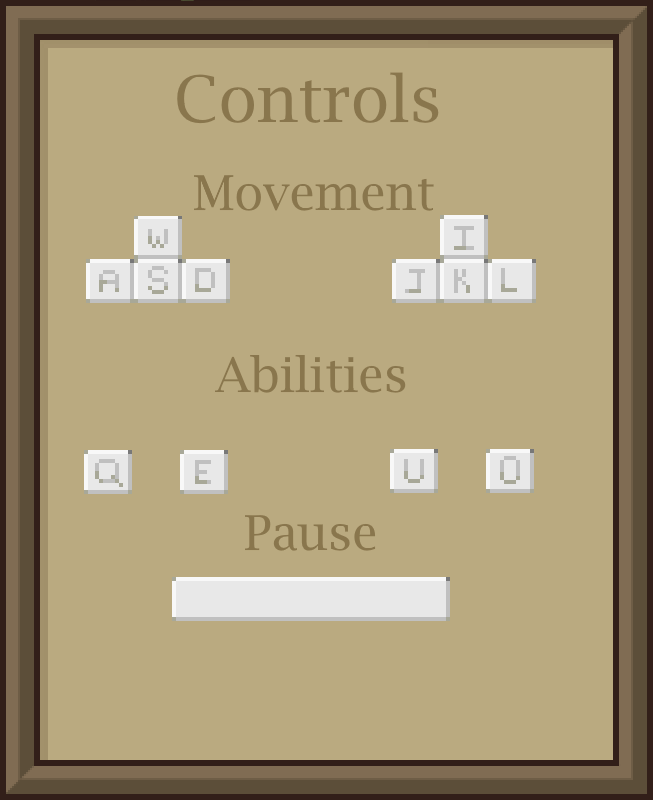 Controls
Movement
W I
A S D J K L
Abilities
Q E U O
Pause